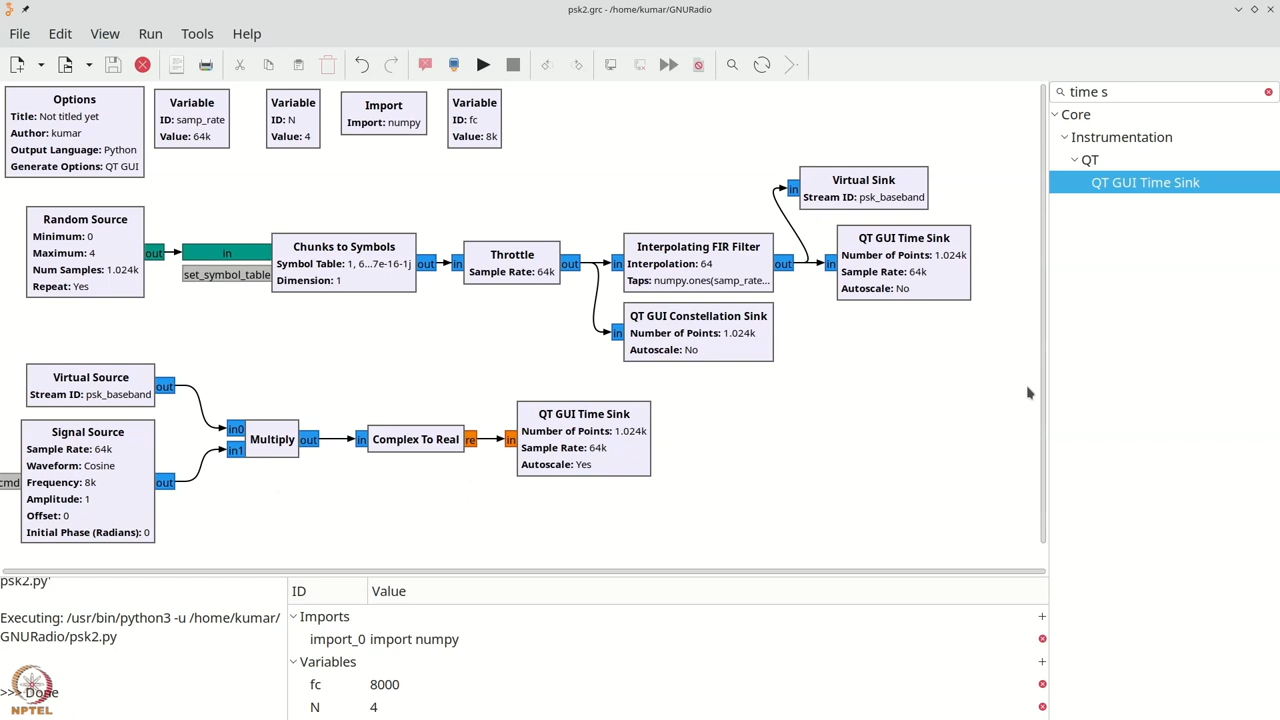 psk2.grc - /home/kumar/GNURadio
File Edit View Run Tools Help
Options
Title: Not titled yet
Author: kumar
Output Language: Python
Generate Options: QT GUI
Variable
ID: samp_rate
Value: 64k
Variable
ID: N
Value: 4
Import
Import: numpy
Variable
ID: fc
Value: 8k
time s
Core
Instrumentation
QT
QT GUI Time Sink
Virtual Sink
Stream ID: psk_baseband
in
Random Source
Minimum: 0
Maximum: 4
Num Samples: 1.024k
Repeat: Yes
out
in
set_symbol_table
Chunks to Symbols
Symbol Table: 1, 6...7e-16-1j
Dimension: 1
out
in
Throttle
Sample Rate: 64k
out
in
Interpolating FIR Filter
Interpolation: 64
Taps: numpy.ones(samp_rate...
out
in
QT GUI Time Sink
Number of Points: 1.024k
Sample Rate: 64k
Autoscale: No
in
QT GUI Constellation Sink
Number of Points: 1.024k
Autoscale: No
Virtual Source
Stream ID: psk_baseband
out
cmd
Signal Source
Sample Rate: 64k
Waveform: Cosine
Frequency: 8k
Amplitude: 1
Offset: 0
Initial Phase (Radians): 0
out
in0
in1
Multiply
out
in
Complex To Real
re
in
QT GUI Time Sink
Number of Points: 1.024k
Sample Rate: 64k
Autoscale: Yes
psk2.py'
Executing: /usr/bin/python3 -u /home/kumar/
GNURadio/psk2.py
>>> Done
NPTEL
ID Value
Imports
import_0 import numpy
Variables
fc 8000
N 4